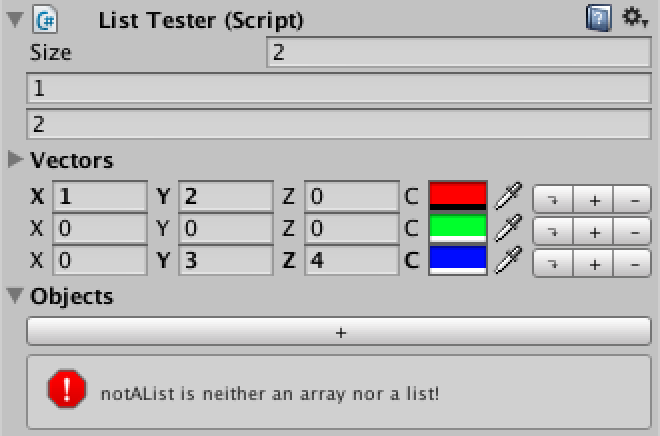 List Tester (Script)
Size 2
1
2
Vectors
X 1 Y 2 Z 0 C + -
X 0 Y 0 Z 0 C + -
X 0 Y 3 Z 4 C + -
Objects
+
notAList is neither an array nor a list!